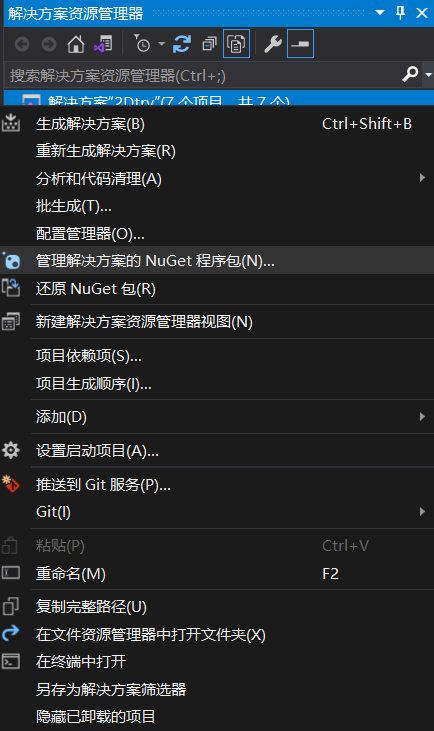 解决方案资源管理器
搜索解决方案资源管理器(Ctrl+;)
解决方案"2Dtry"(7 个项目，共 7 个)
生成解决方案(B) Ctrl+Shift+B
重新生成解决方案(R)
分析和代码清理(A)
批生成(T)...
配置管理器(O)...
管理解决方案的 NuGet 程序包(N)...
还原 NuGet 包(R)
新建解决方案资源管理器视图(N)
项目依赖项(S)...
项目生成顺序(I)...
添加(D)
设置启动项目(A)...
推送到 Git 服务(P)...
Git(I)
粘贴(P) Ctrl+V
重命名(M) F2
复制完整路径(U)
在文件资源管理器中打开文件夹(X)
在终端中打开
另存为解决方案筛选器
隐藏已卸载的项目